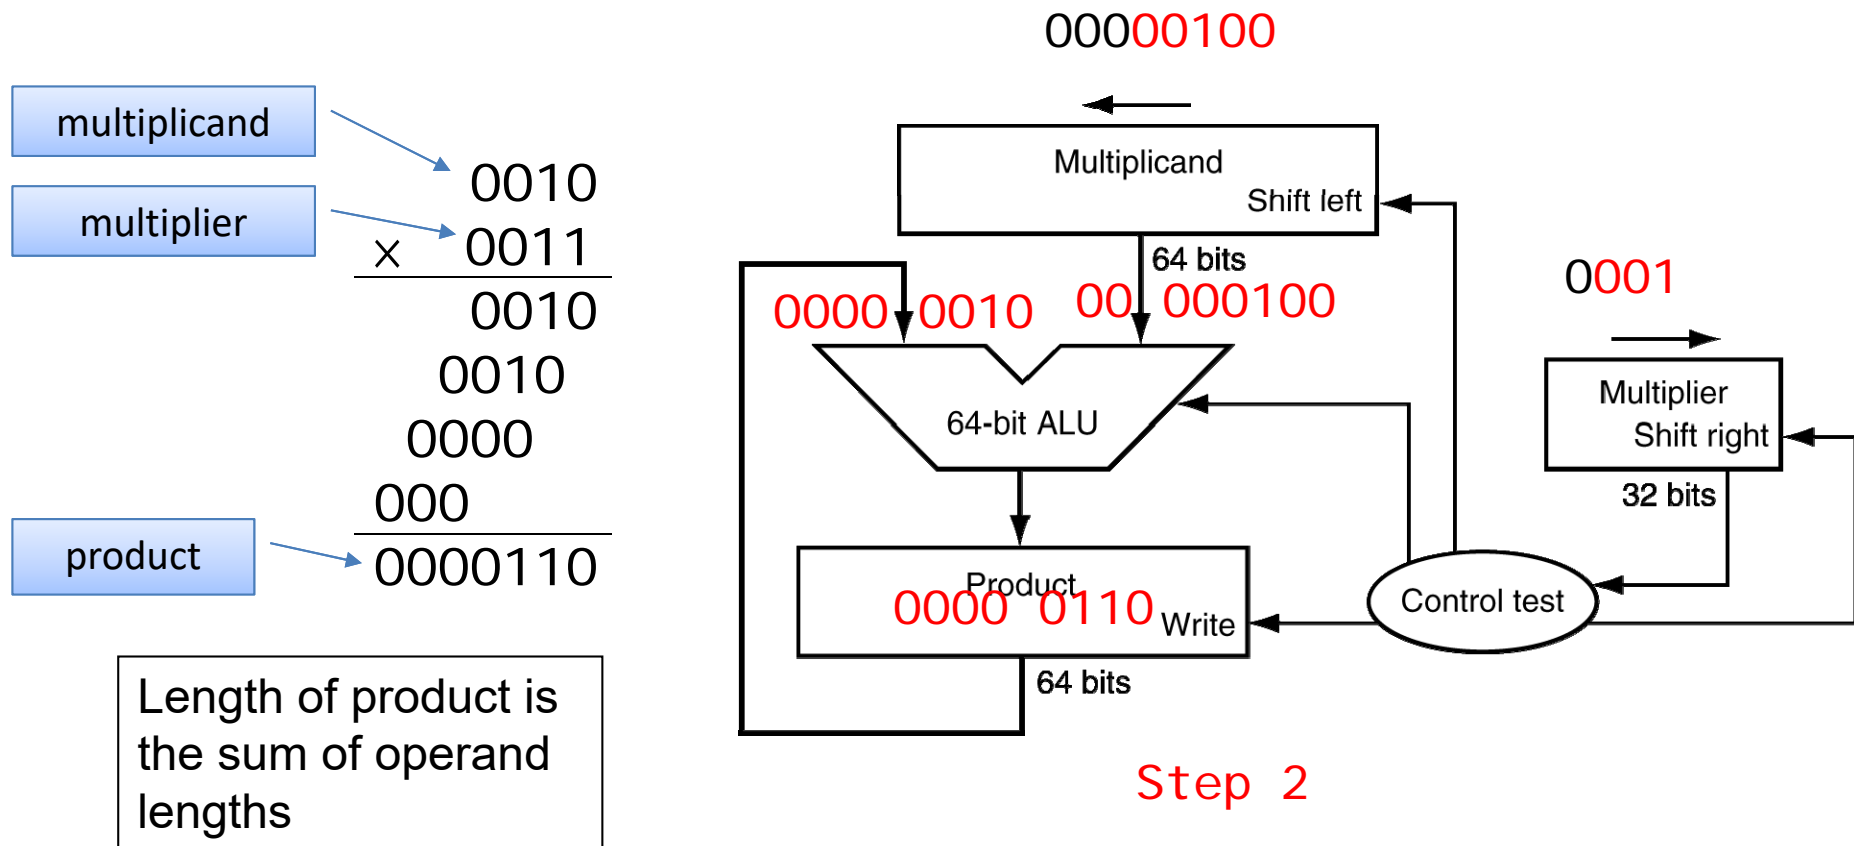 multiplicand
multiplier
product
0010
x 0011
0010
0010
0000
000
0000110
Length of product is
the sum of operand
lengths
00000100
Multiplicand
Shift left
64 bits
0000 0010
00 000100
64-bit ALU
0001
Multiplier
Shift right
32 bits
Product
0000 0110
Write
64 bits
Control test
Step 2